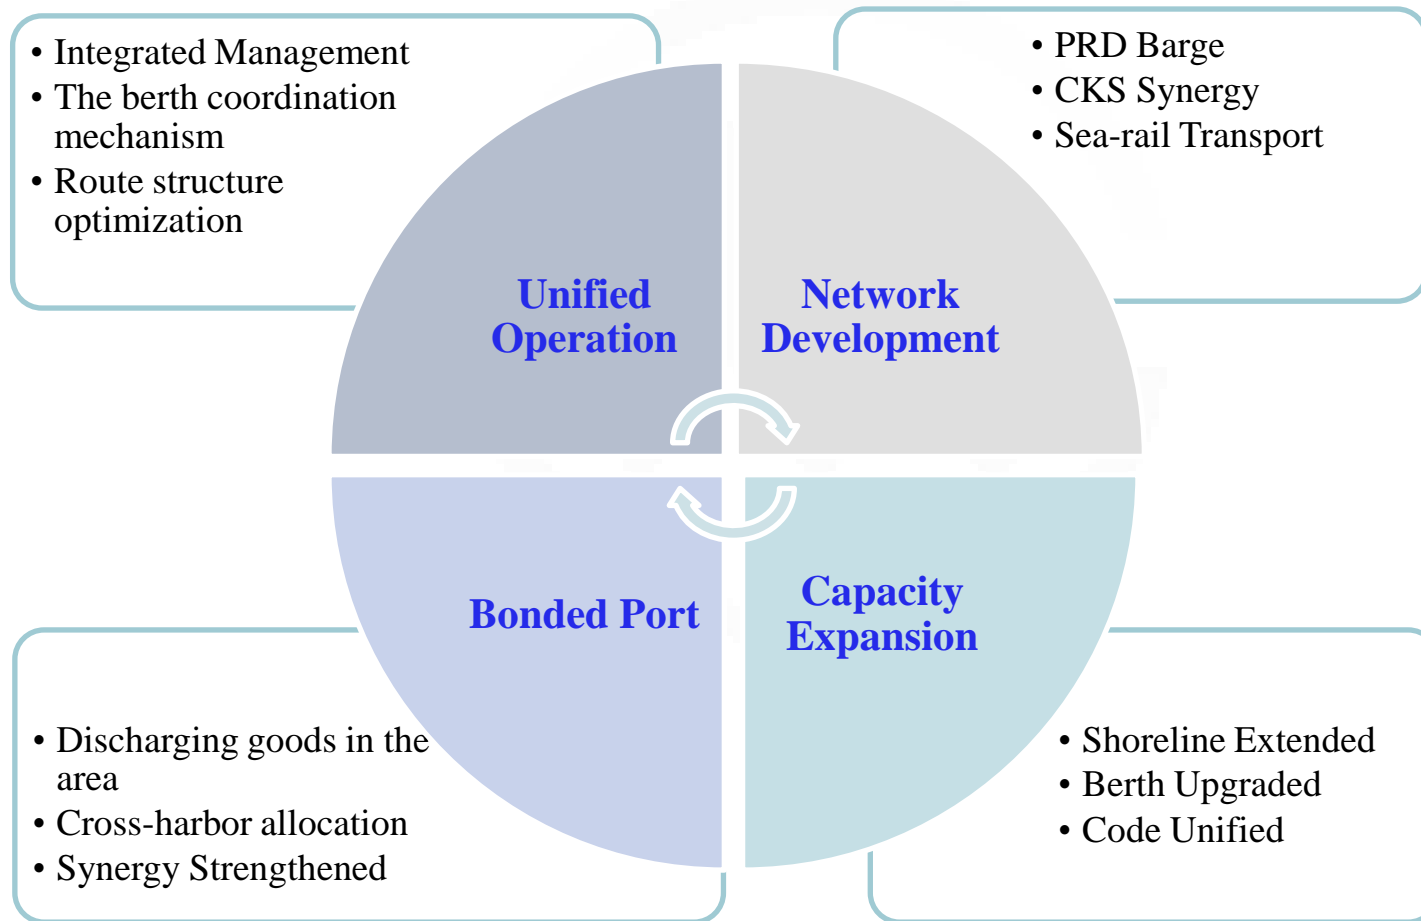 • Integrated Management
• The berth coordination
mechanism
• Route structure
optimization
• PRD Barge
• CKS Synergy
• Sea-rail Transport
Unified
Operation
Network
Development
Bonded Port
Capacity
Expansion
• Discharging goods in the
area
• Cross-harbor allocation
• Synergy Strengthened
• Shoreline Extended
• Berth Upgraded
• Code Unified